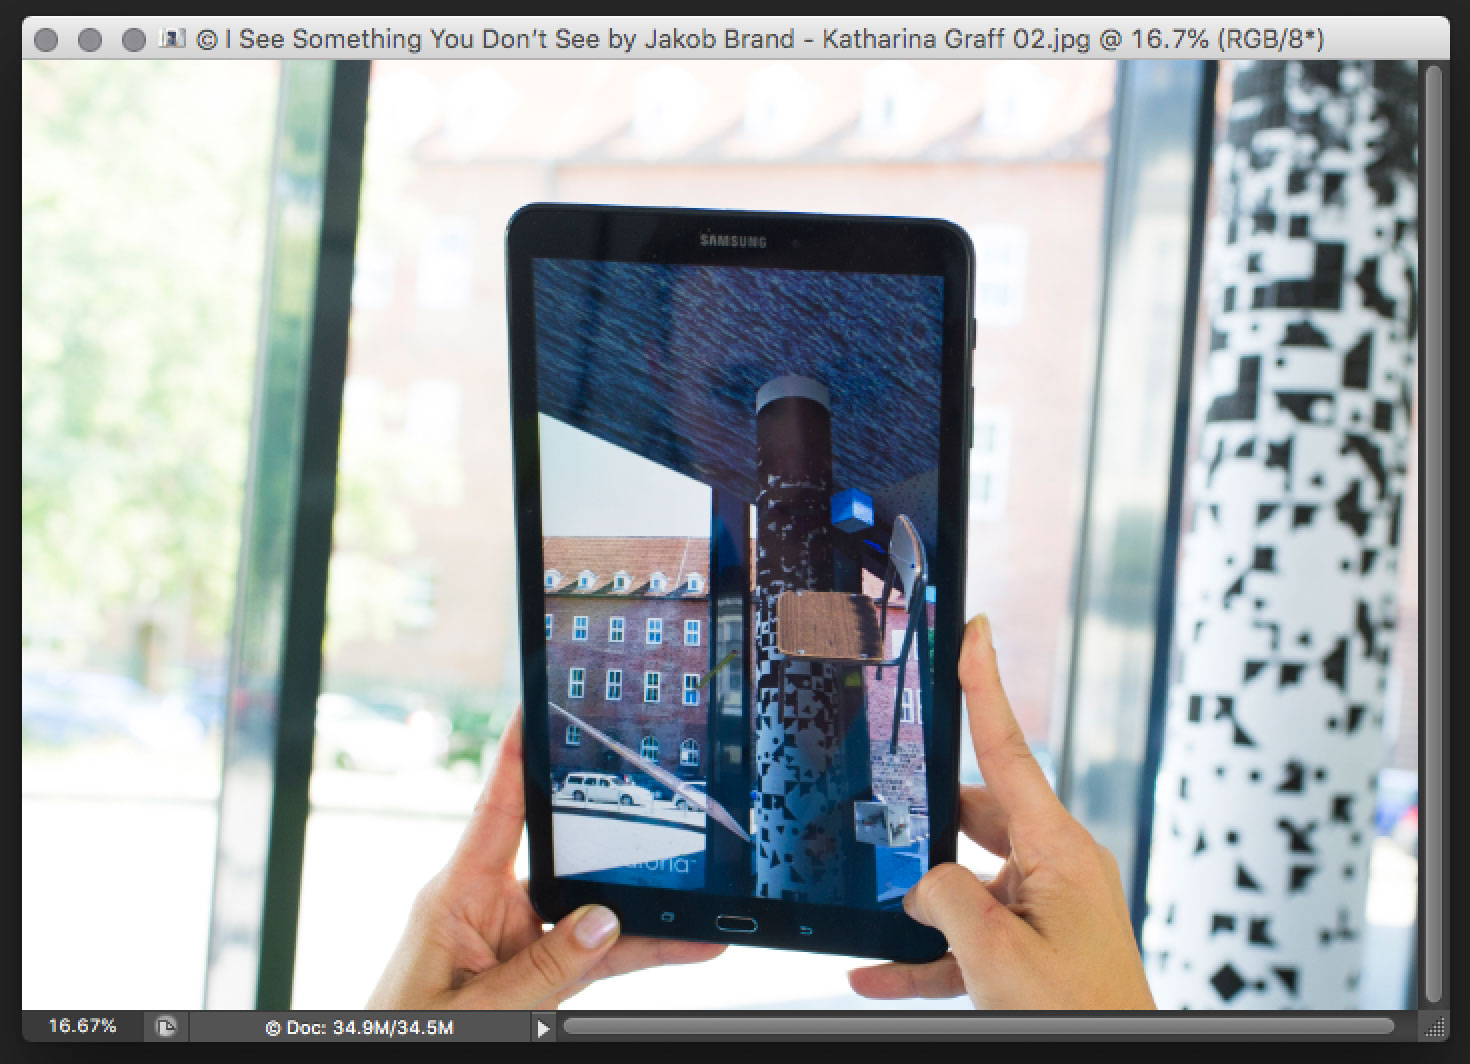 © I See Something You Don't See by Jakob Brand - Katharina Graff 02.jpg @ 16.7% (RGB/8*)
SAMSUNG
16.67%
© Doc: 34.9M/34.5M